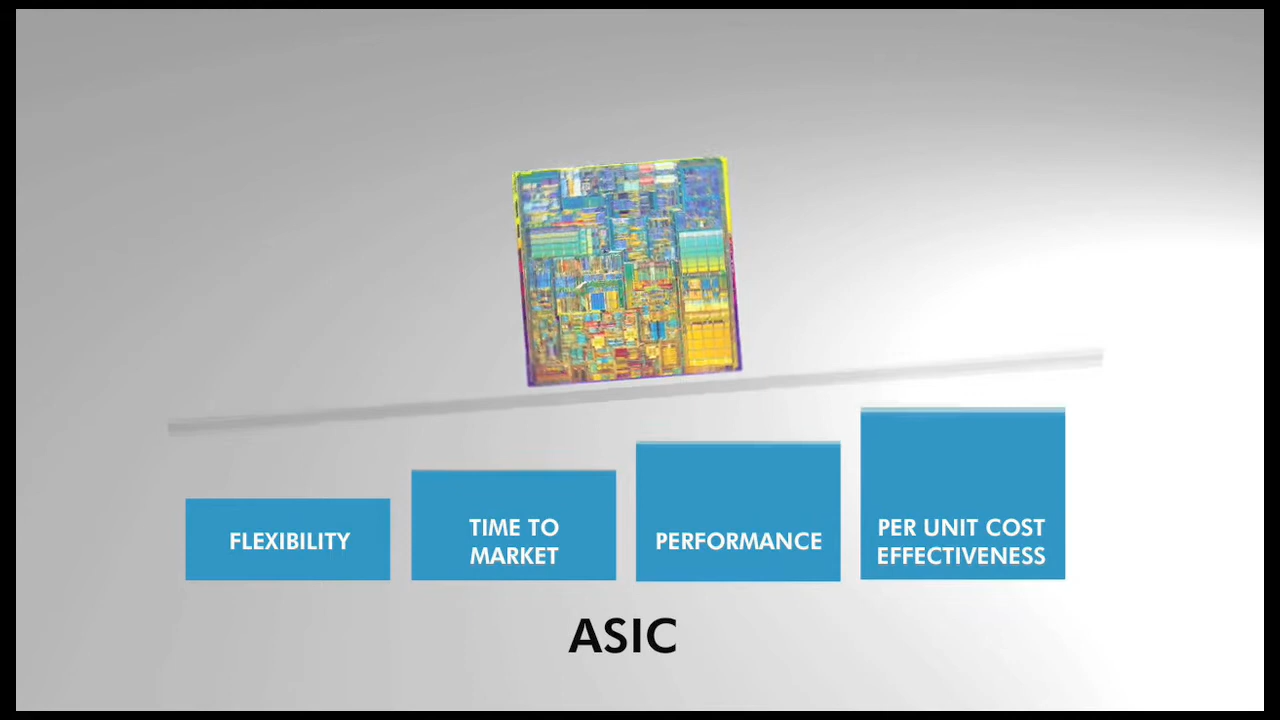 FLEXIBILITY
TIME TO
MARKET
PERFORMANCE
PER UNIT COST
EFFECTIVENESS
ASIC